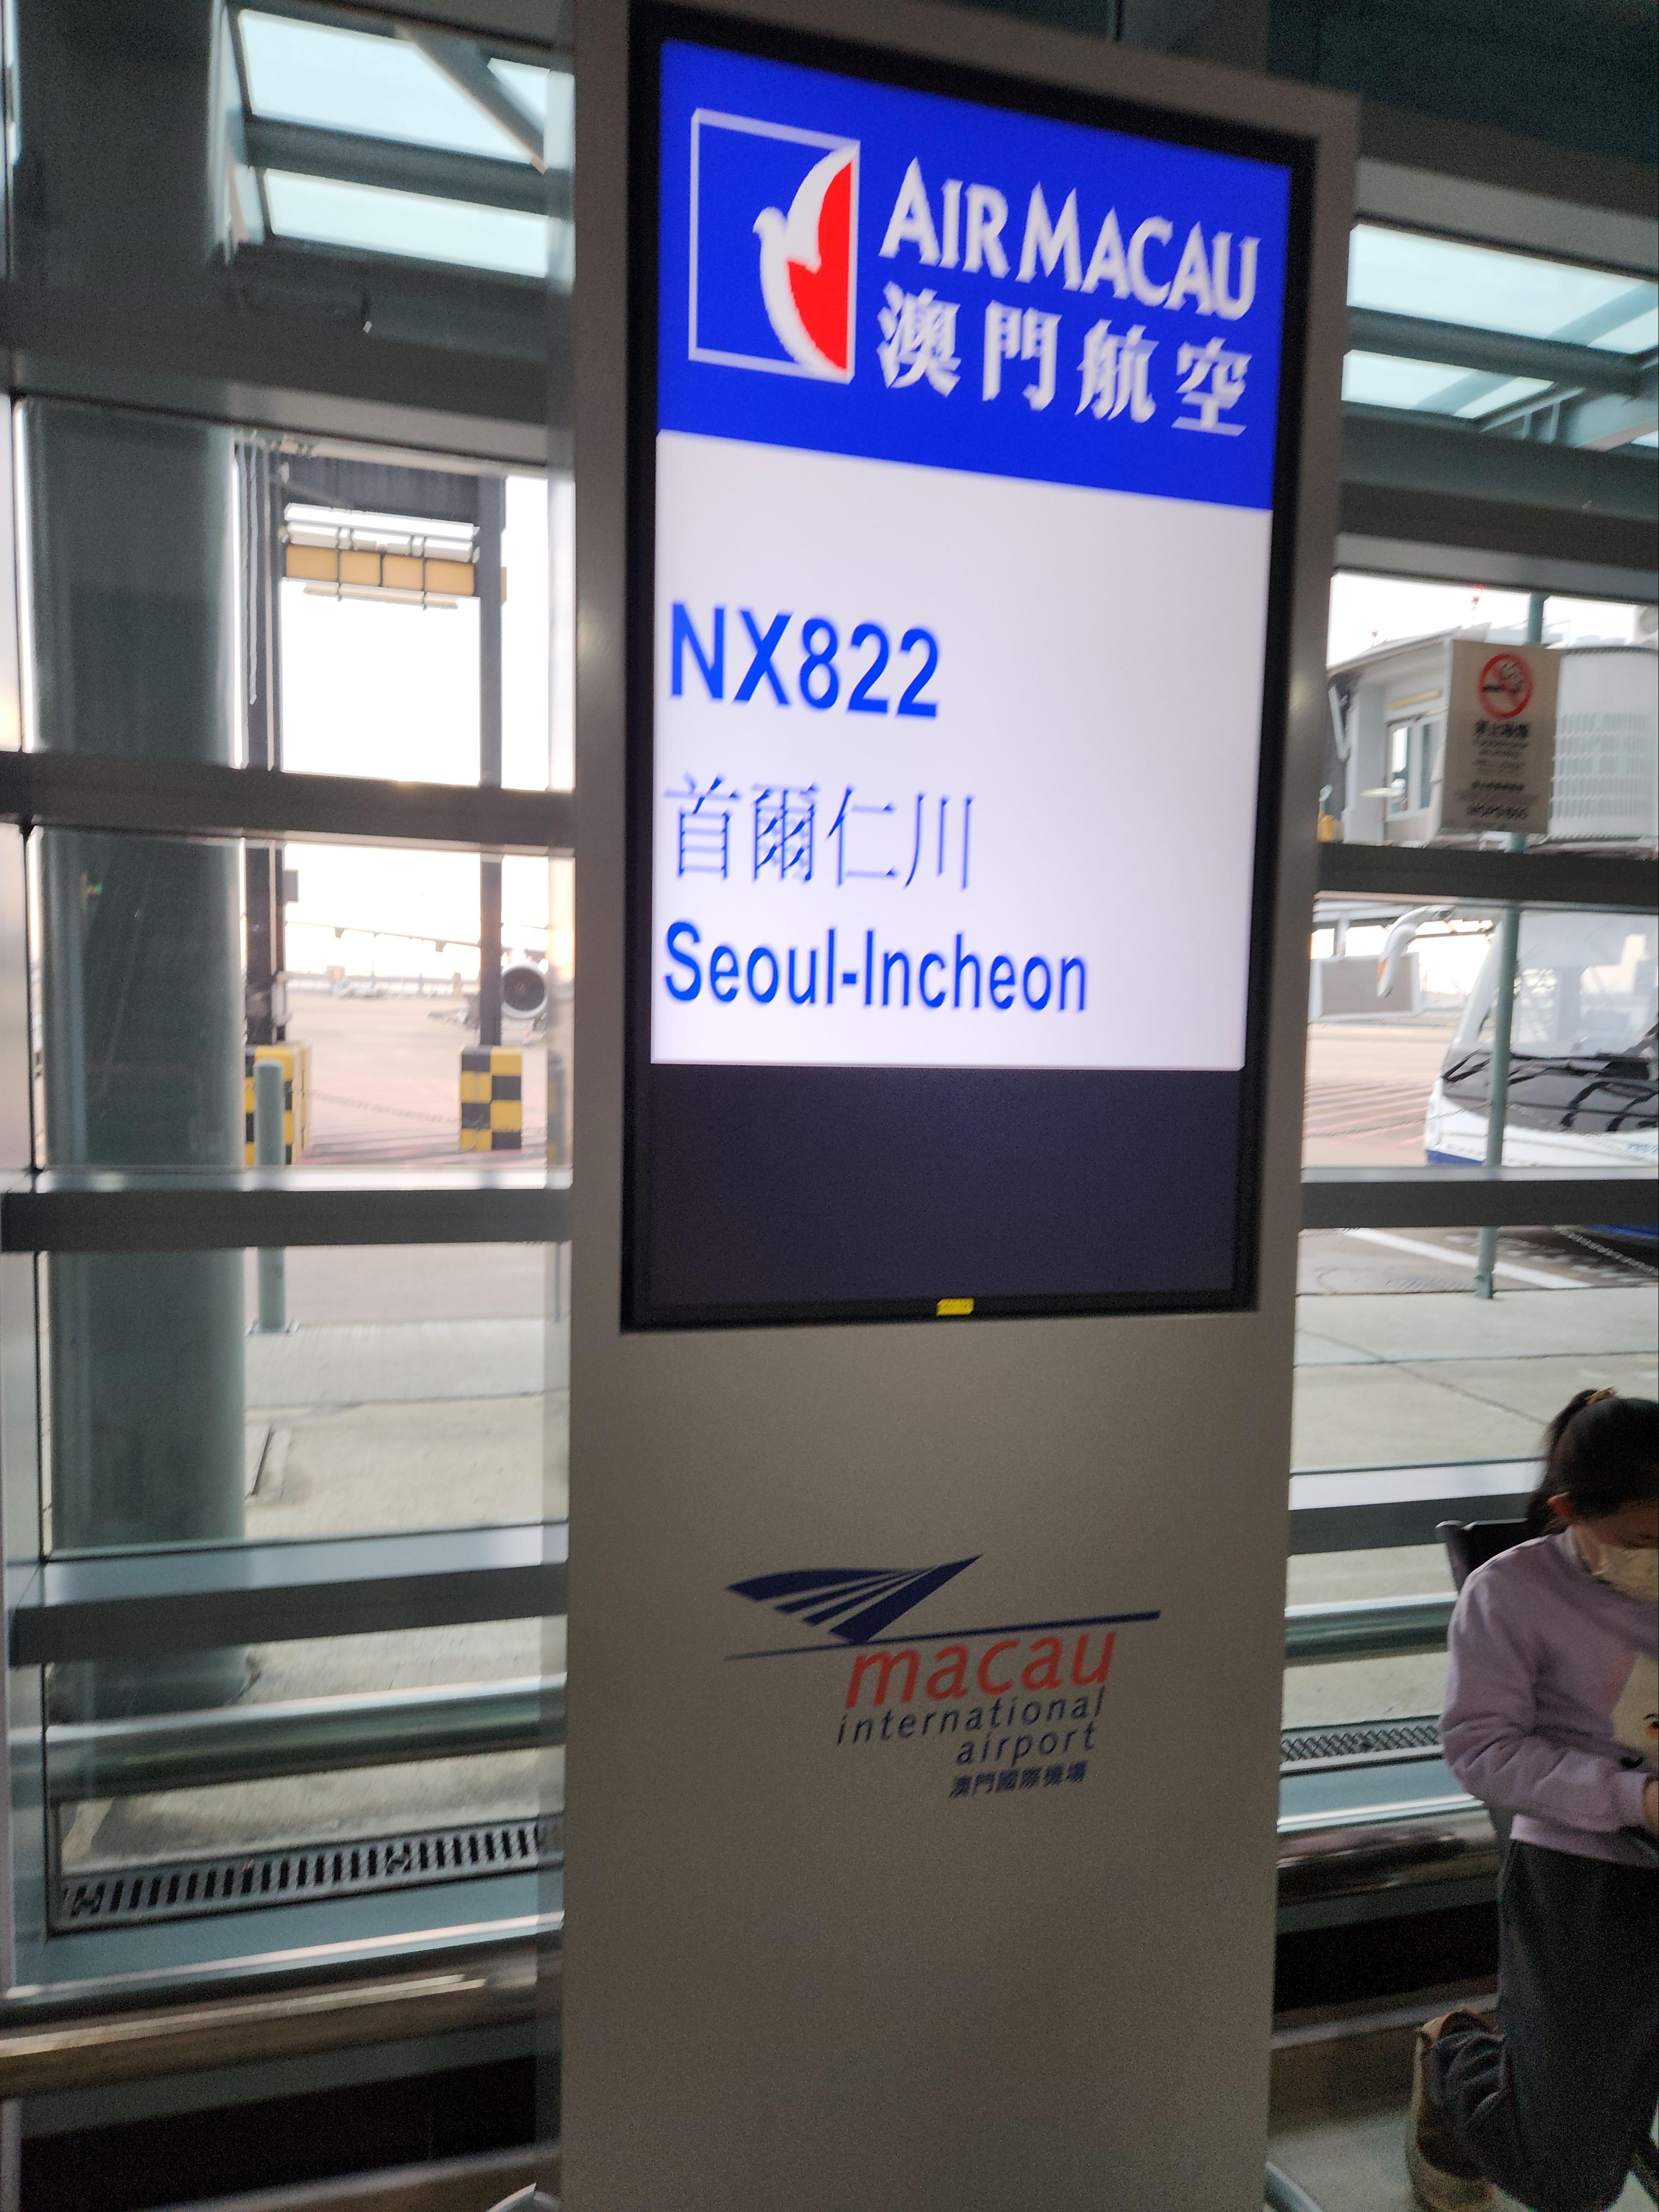 AIR MACAU
澳門航空
NX822
首爾仁川
Seoul-Incheon
macau
international
airport
澳門國際機場